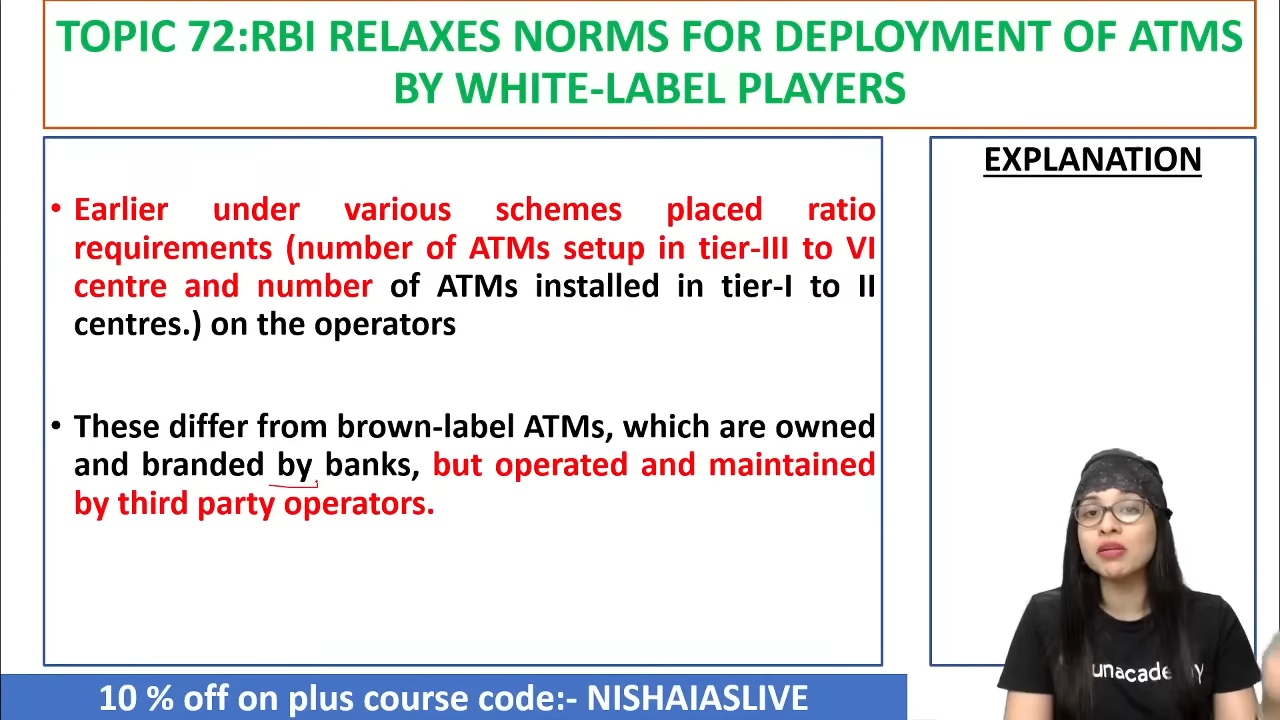 TOPIC 72:RBI RELAXES NORMS FOR DEPLOYMENT OF ATMS
BY WHITE-LABEL PLAYERS
• Earlier under various schemes placed ratio
requirements (number of ATMs setup in tier-III to VI
centre and number of ATMs installed in tier-I to II
centres.) on the operators
• These differ from brown-label ATMs, which are owned
and branded by banks, but operated and maintained
by third party operators.
EXPLANATION
unacademy
10 % off on plus course code:- NISHAIASLIVE